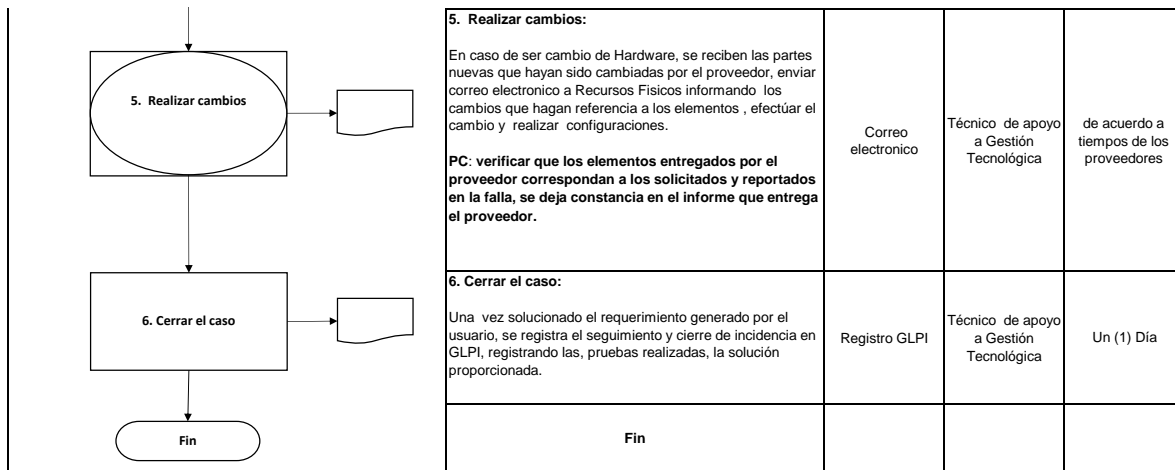 5. Realizar cambios
5. Realizar cambios:
En caso de ser cambio de Hardware, se reciben las partes
nuevas que hayan sido cambiadas por el proveedor, enviar
correo electronico a Recursos Fisicos informando los
cambios que hagan referencia a los elementos , efectúar el
cambio y realizar configuraciones.
PC: verificar que los elementos entregados por el
proveedor correspondan a los solicitados y reportados
en la falla, se deja constancia en el informe que entrega
el proveedor.
Correo
electronico
Técnico de apoyo
a Gestión
Tecnológica
de acuerdo a
tiempos de los
proveedores
6. Cerrar el caso
6. Cerrar el caso:
Una vez solucionado el requerimiento generado por el
usuario, se registra el seguimiento y cierre de incidencia en
GLPI, registrando las, pruebas realizadas, la solución
proporcionada.
Registro GLPI
Técnico de apoyo
a Gestión
Tecnológica
Un (1) Día
Fin
Fin